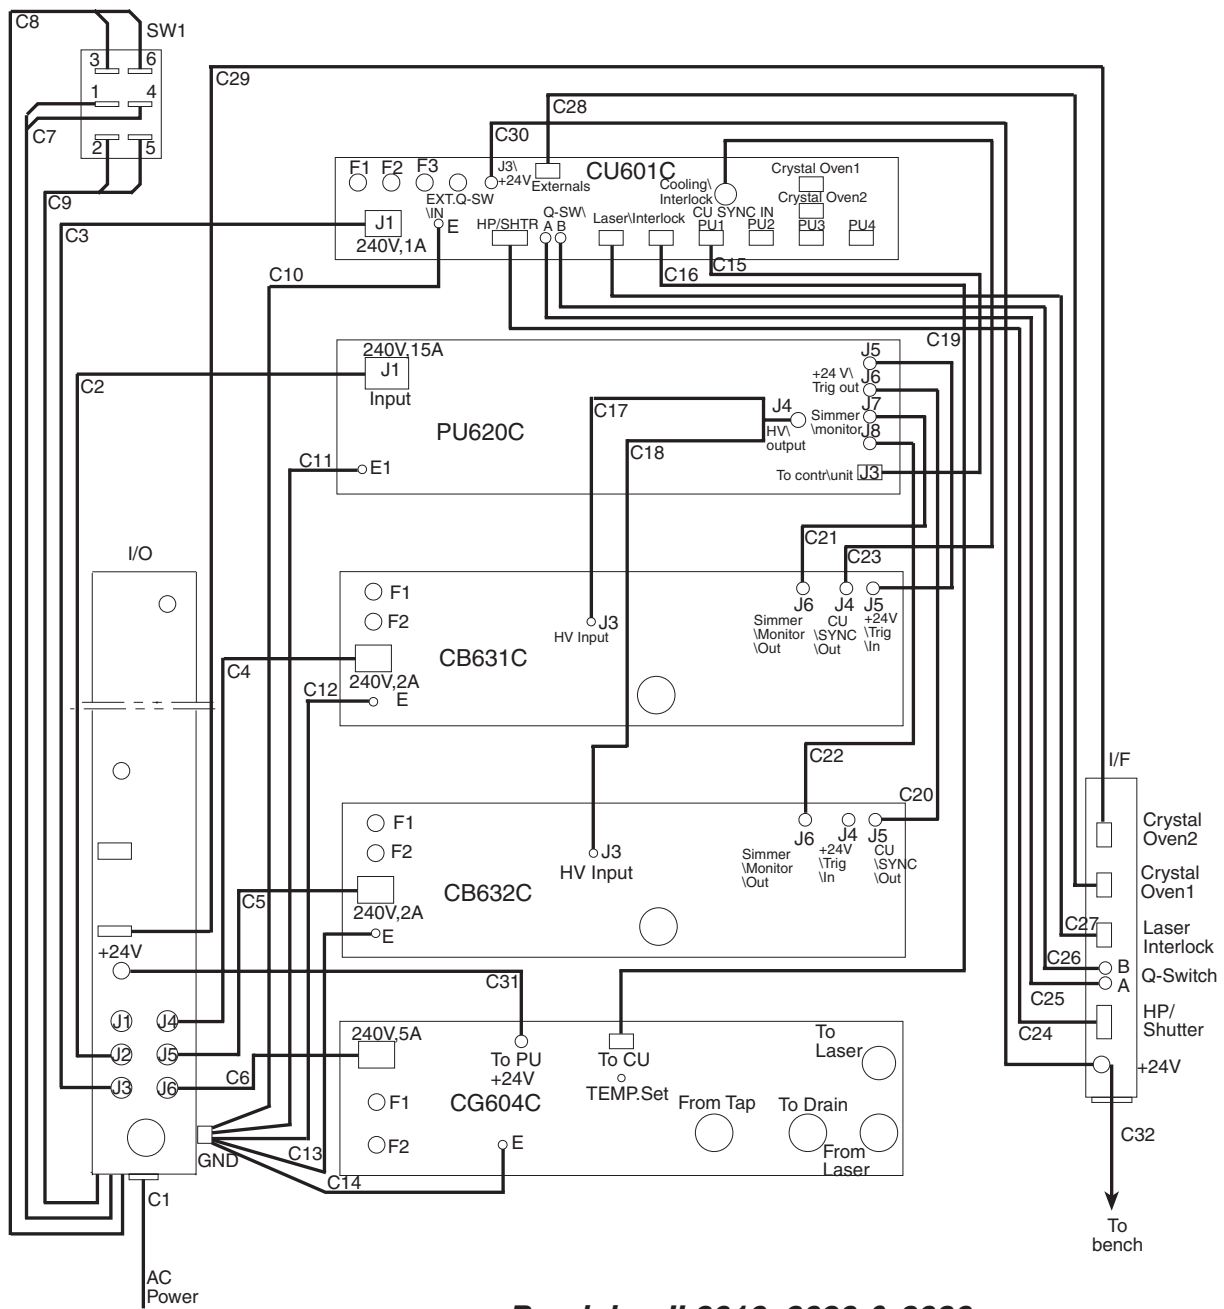 C8
SW1
3 6
1 4
2 5
C7
C9
C29
C28
C30
C3
C2
C10
C11
F1 F2 F3
J3\
+24V
Externals
CU601C
EXT.Q-SW
\IN
E
J1
240V,1A
HP/SHTR
Q-SW\
A B
Laser\Interlock
Cooling\
Interlock
CU SYNC IN
PU1 PU2 PU3 PU4
Crystal Oven1
Crystal Oven2
C16 C15
C19
240V,15A
J1
Input
PU620C
E1
C17
C18
J4
HV\
output
J5
+24 V\
Trig out
J6
J7
Simmer
\monitor
J8
To contr\unit J3
C21
C23
I/O
F1
F2
CB631C
240V,2A
E
C4
C12
J3
HV Input
J6 J4 J5
Simmer
\Monitor
\Out
CU
\SYNC
\Out
+24V
\Trig
\In
C22
C20
F1
F2
CB632C
240V,2A
E
C5
J3
HV Input
J6 J4 J5
Simmer
\Monitor
\Out
+24V
\Trig
\In
CU
\SYNC
\Out
+24V
C31
J1 J4
J2 J5
J3 J6
C6
GND
C13
C14
C1
AC
Power
240V,5A
F1
F2
To PU
+24V
CG604C
E
To CU
TEMP.Set
From Tap
To Drain
To
Laser
From
Laser
I/F
Crystal
Oven2
Crystal
Oven1
C27
Laser
Interlock
C26
B
A
Q-Switch
C25
C24
HP/
Shutter
+24V
C32
To
bench